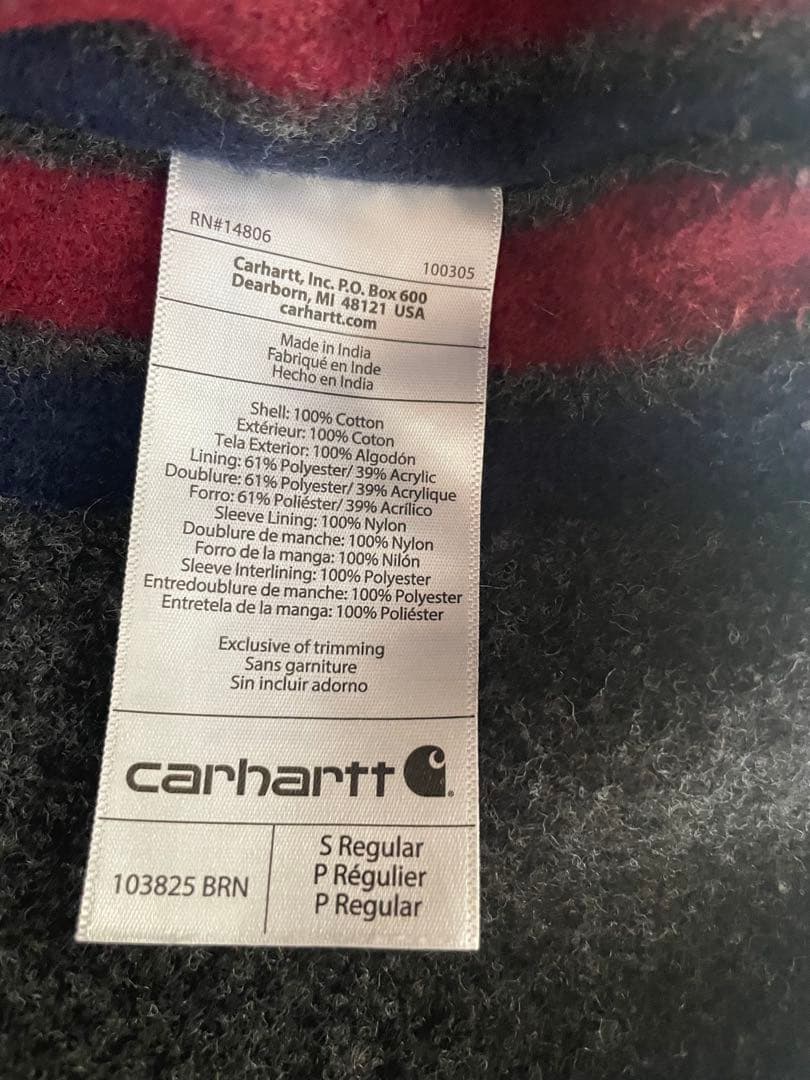 RN#14806
100305
Carhartt, Inc. P.O. Box 600
Dearborn, MI 48121 USA
carhartt.com
Made in India
Fabriqué en Inde
Hecho en India
Shell: 100% Cotton
Extérieur: 100% Coton
Tela Exterior: 100% Algodón
Lining: 61% Polyester/ 39% Acrylic
Doublure: 61% Polyester/ 39% Acrylique
Forro: 61% Poliéster/ 39% Acrílico
Sleeve Lining: 100% Nylon
Doublure de manche: 100% Nylon
Forro de la manga: 100% Nilón
Sleeve Interlining: 100% Polyester
Entredoublure de manche: 100% Polyester
Entretela de la manga: 100% Poliéster
Exclusive of trimming
Sans garniture
Sin incluir adorno
carhartt
103825 BRN
S Regular
P Régulier
P Regular